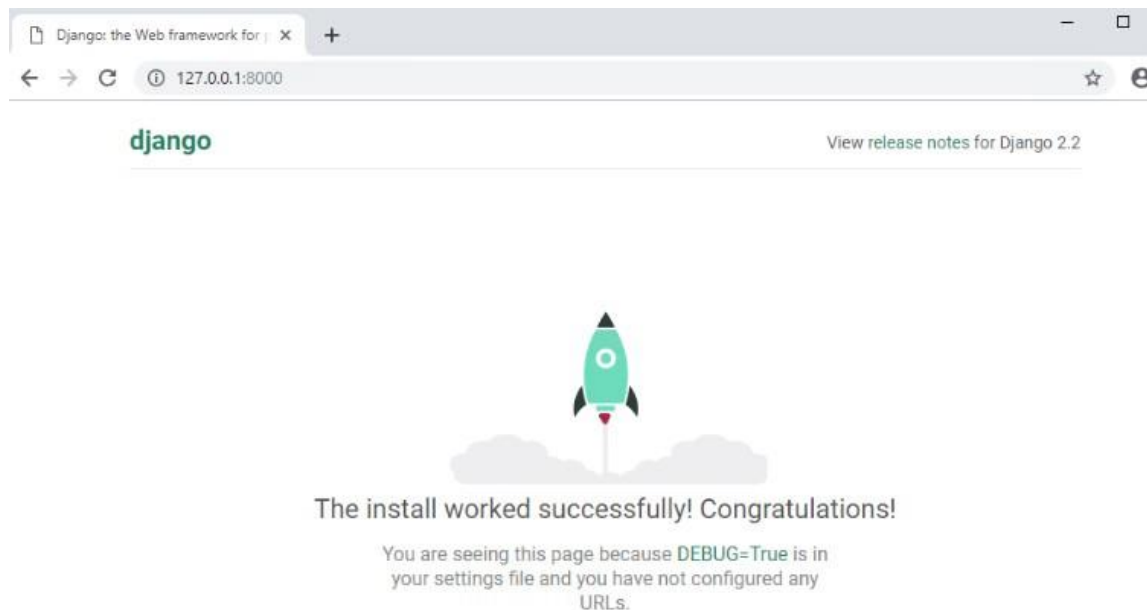 Django: the Web framework for
127.0.0.1:8000
django
View release notes for Django 2.2
The install worked successfully! Congratulations!
You are seeing this page because DEBUG=True is in
your settings file and you have not configured any
URLs.